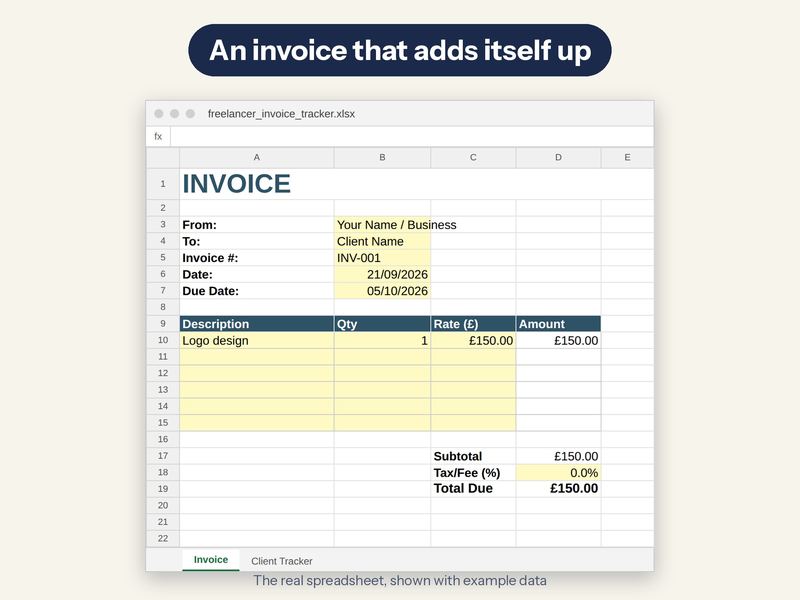 An invoice that adds itself up
freelancer_invoice_tracker.xlsx
fx
A B C D E
1 INVOICE
2
3 From: Your Name / Business
4 To: Client Name
5 Invoice #: INV-001
6 Date: 21/09/2026
7 Due Date: 05/10/2026
8
9 Description Qty Rate (£) Amount
10 Logo design 1 £150.00 £150.00
11
12
13
14
15
16
17 Subtotal £150.00
18 Tax/Fee (%) 0.0%
19 Total Due £150.00
20
21
22
Invoice Client Tracker
The real spreadsheet, shown with example data